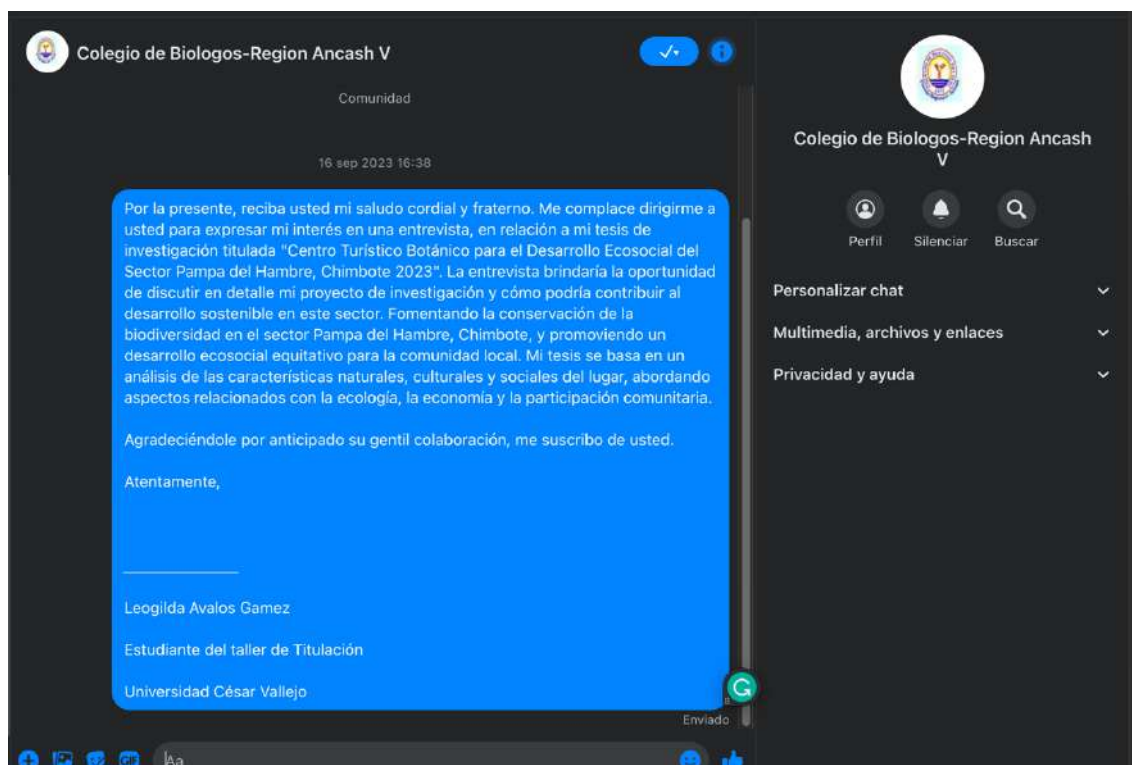 Colegio de Biologos-Region Ancash V
Comunidad
16 sep 2023 16:38
Por la presente, reciba usted mi saludo cordial y fraterno. Me complace dirigirme a
usted para expresar mi interés en una entrevista, en relación a mi tesis de
investigación titulada "Centro Turístico Botánico para el Desarrollo Ecosocial del
Sector Pampa del Hambre, Chimbote 2023". La entrevista brindaría la oportunidad
de discutir en detalle mi proyecto de investigación y cómo podría contribuir al
desarrollo sostenible en este sector. Fomentando la conservación de la
biodiversidad en el sector Pampa del Hambre, Chimbote, y promoviendo un
desarrollo ecosocial equitativo para la comunidad local. Mi tesis se basa en un
análisis de las características naturales, culturales y sociales del lugar, abordando
aspectos relacionados con la ecología, la economía y la participación comunitaria.
Agradeciéndole por anticipado su gentil colaboración, me suscribo de usted.
Atentamente,
Leogilda Avalos Gamez
Estudiante del taller de Titulación
Universidad César Vallejo
Enviado
GIF
Aa
Colegio de Biologos-Region Ancash
V
Perfil
Silenciar
Buscar
Personalizar chat
Multimedia, archivos y enlaces
Privacidad y ayuda